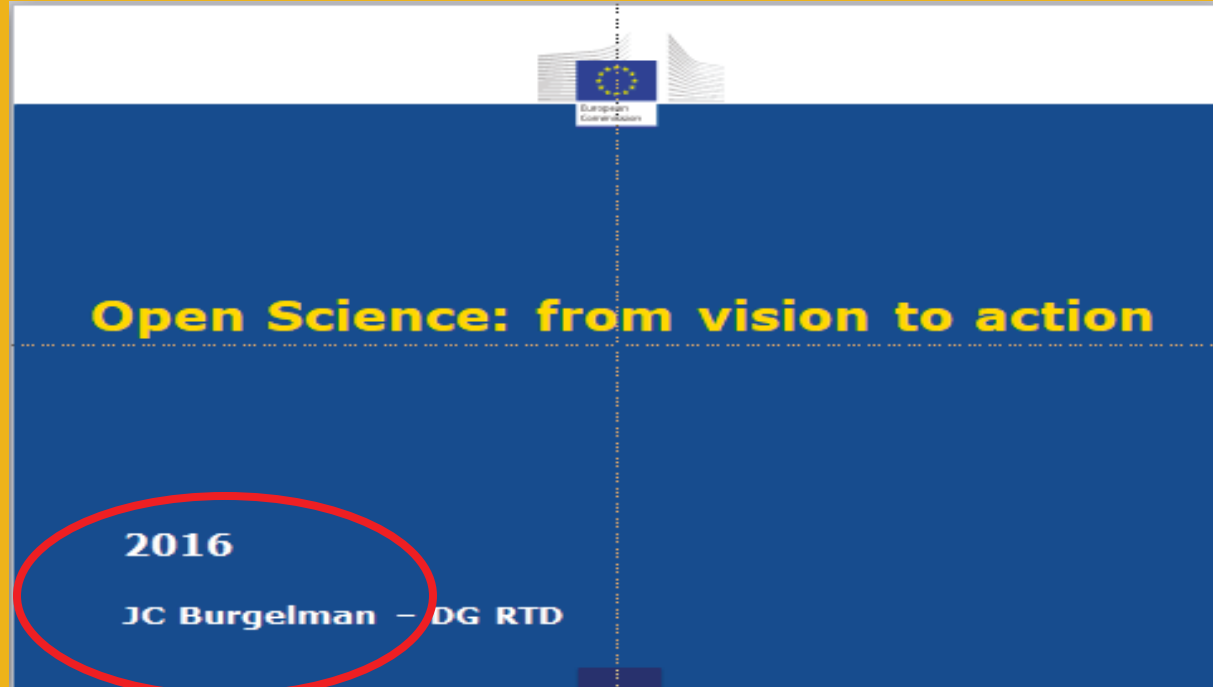 European
Commission
Open Science: from vision to action
2016
JC Burgelman – DG RTD